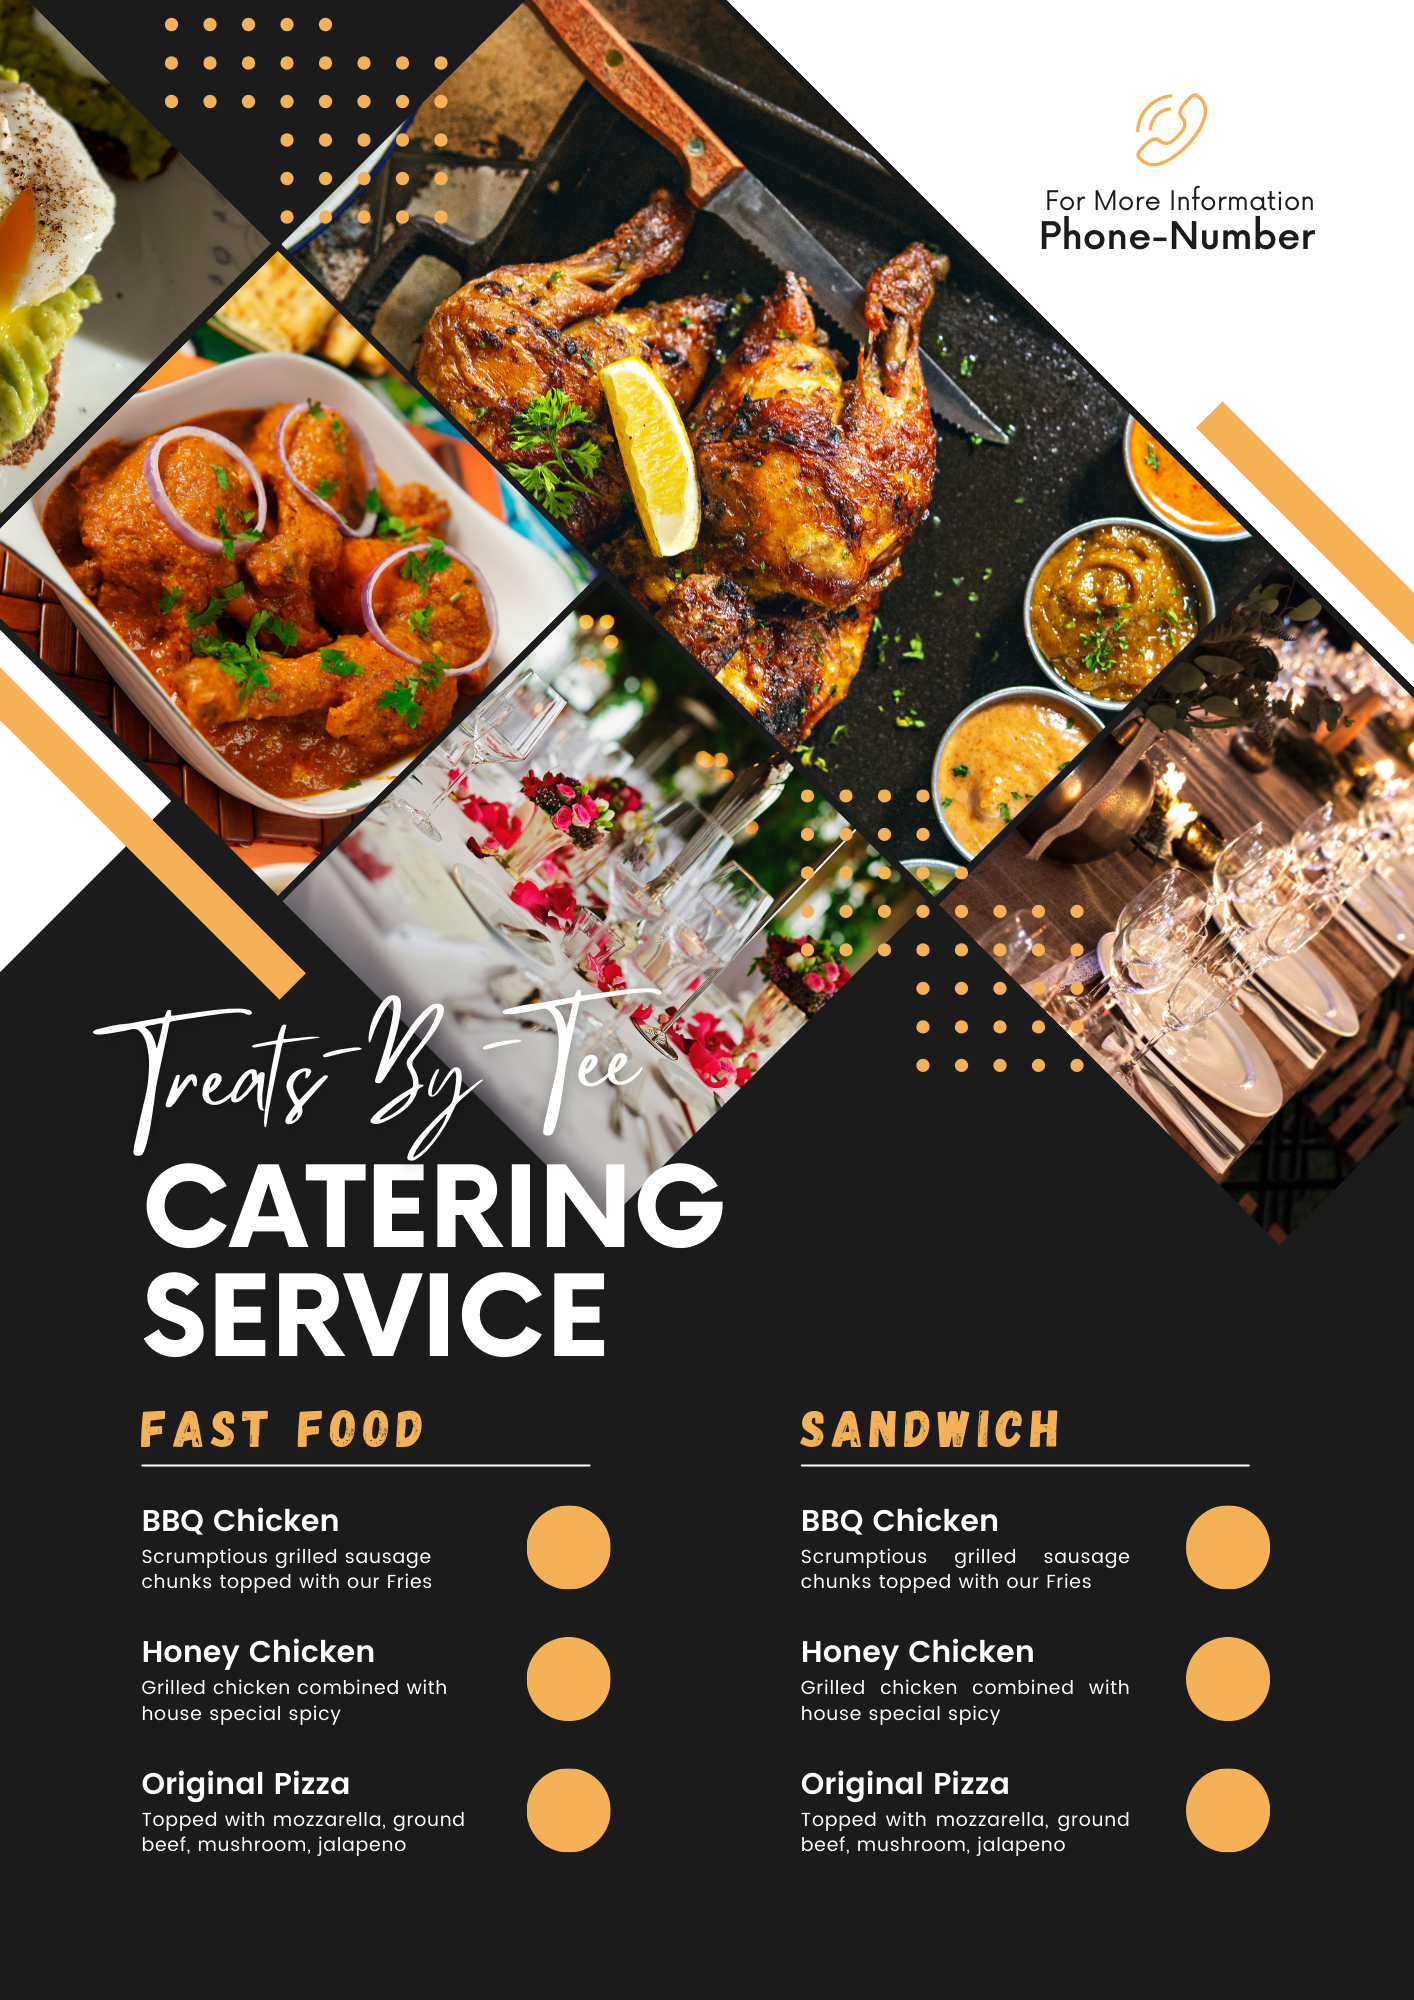 For More Information
Phone-Number
Treats-By-Tee
CATERING
SERVICE
FAST FOOD
BBQ Chicken
Scrumptious grilled sausage
chunks topped with our Fries
Honey Chicken
Grilled chicken combined with
house special spicy
Original Pizza
Topped with mozzarella, ground
beef, mushroom, jalapeno
SANDWICH
BBQ Chicken
Scrumptious grilled sausage
chunks topped with our Fries
Honey Chicken
Grilled chicken combined with
house special spicy
Original Pizza
Topped with mozzarella, ground
beef, mushroom, jalapeno